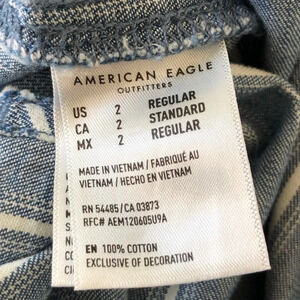 AMERICAN EAGLE
OUTFITTERS
US 2 REGULAR
CA 2 STANDARD
MX 2 REGULAR
MADE IN VIETNAM / FABRIQUÉ AU
VIETNAM / HECHO EN VIETNAM
RN 54485/CA 03873
RFC# AEM120605U9A
EN 100% COTTON
EXCLUSIVE OF DECORATION